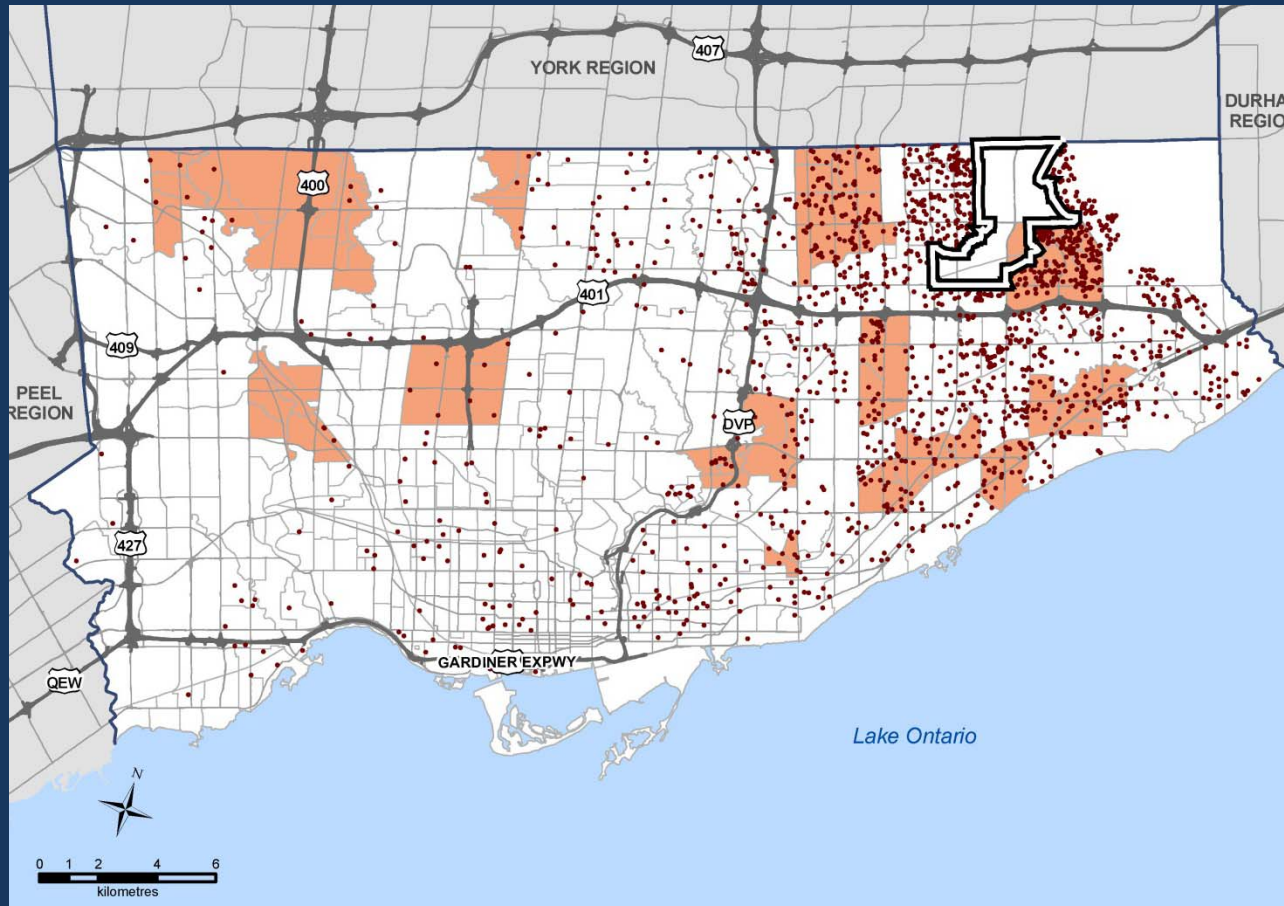 407
YORK REGION
DURHA
REGIO
400
401
409
PEEL
REGION
DVP
427
GARDINER EXPWY
QEW
Lake Ontario
N
0 1 2 4 6
kilometres